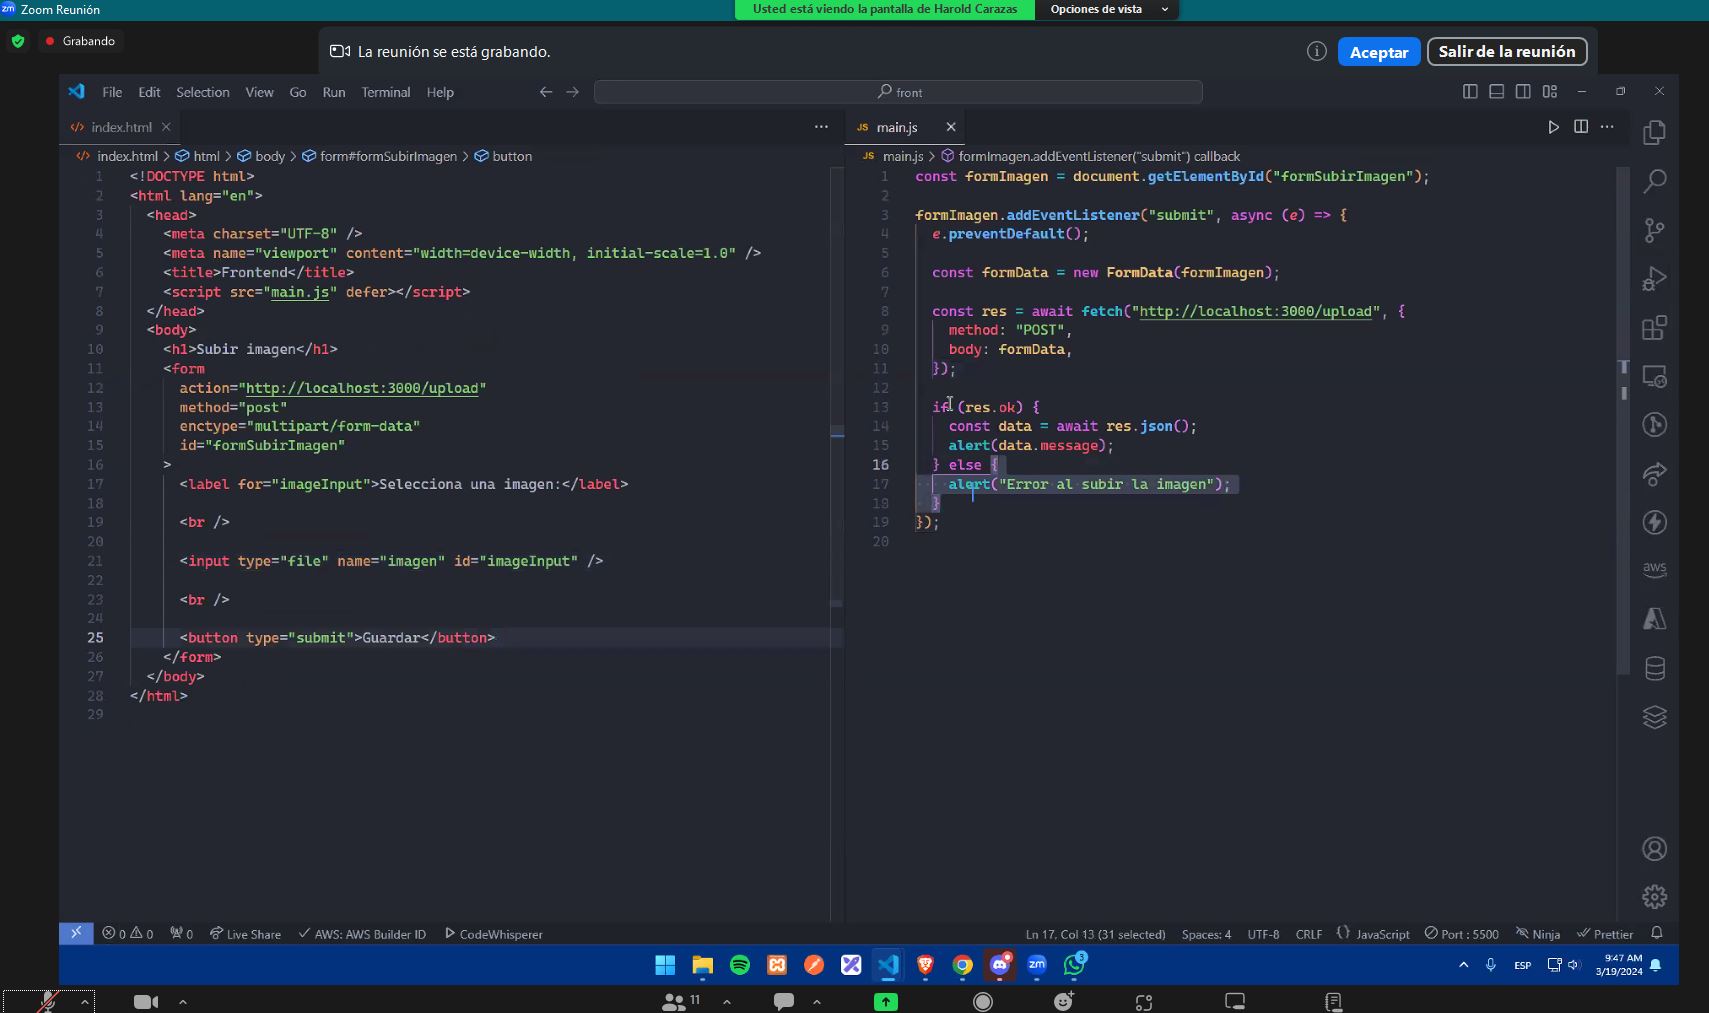 zm Zoom Reunión
Usted está viendo la pantalla de Harold Carazas
Opciones de vista
Grabando
La reunión se está grabando.
Aceptar
Salir de la reunión
File Edit Selection View Go Run Terminal Help
front
index.html
index.html > html > body > form#formSubirImagen > button
1 <!DOCTYPE html>
2 <html lang="en">
3 <head>
4 <meta charset="UTF-8" />
5 <meta name="viewport" content="width=device-width, initial-scale=1.0" />
6 <title>Frontend</title>
7 <script src="main.js" defer></script>
8 </head>
9 <body>
10 <h1>Subir imagen</h1>
11 <form
12 action="http://localhost:3000/upload"
13 method="post"
14 enctype="multipart/form-data"
15 id="formSubirImagen"
16 >
17 <label for="imageInput">Selecciona una imagen:</label>
18
19 <br />
20
21 <input type="file" name="imagen" id="imageInput" />
22
23 <br />
24
25 <button type="submit">Guardar</button>
26 </form>
27 </body>
28 </html>
29
JS main.js
JS main.js > formImagen.addEventListener("submit") callback
1 const formImagen = document.getElementById("formSubirImagen");
2
3 formImagen.addEventListener("submit", async (e) => {
4 e.preventDefault();
5
6 const formData = new FormData(formImagen);
7
8 const res = await fetch("http://localhost:3000/upload", {
9 method: "POST",
10 body: formData,
11 });
12
13 if (res.ok) {
14 const data = await res.json();
15 alert(data.message);
16 } else {
17 alert("Error al subir la imagen");
18 }
19 });
20
aws
0 0 0 Live Share AWS: AWS Builder ID CodeWhisperer
Ln 17, Col 13 (31 selected) Spaces: 4 UTF-8 CRLF {} JavaScript Port : 5500 Ninja Prettier
zm
3
ESP
9:47 AM
3/19/2024
11